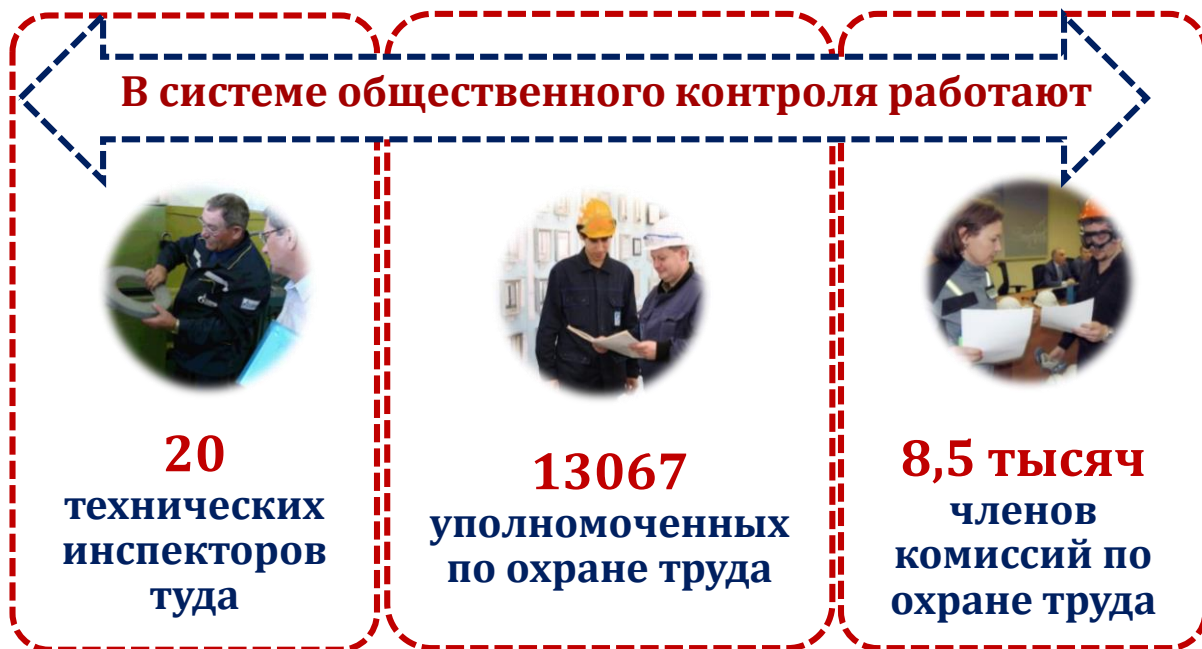 В системе общественного контроля работают
20
технических
инспекторов
туда
13067
уполномоченных
по охране труда
8,5 тысяч
членов
комиссий по
охране труда